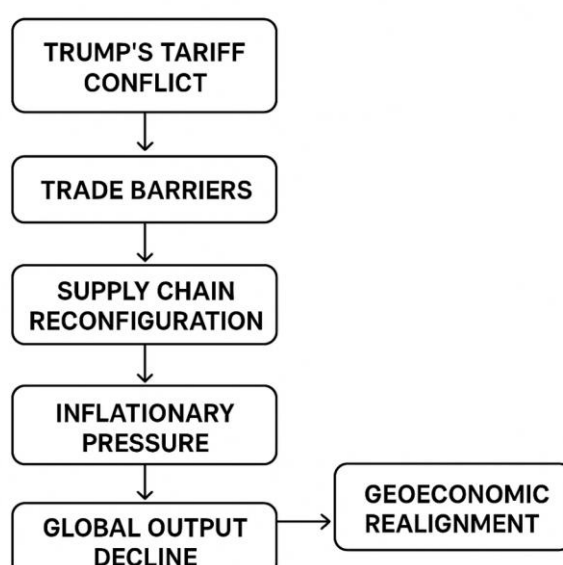 TRUMP'S TARIFF
CONFLICT
TRADE BARRIERS
SUPPLY CHAIN
RECONFIGURATION
INFLATIONARY
PRESSURE
GLOBAL OUTPUT
DECLINE
GEOECONOMIC
REALIGNMENT